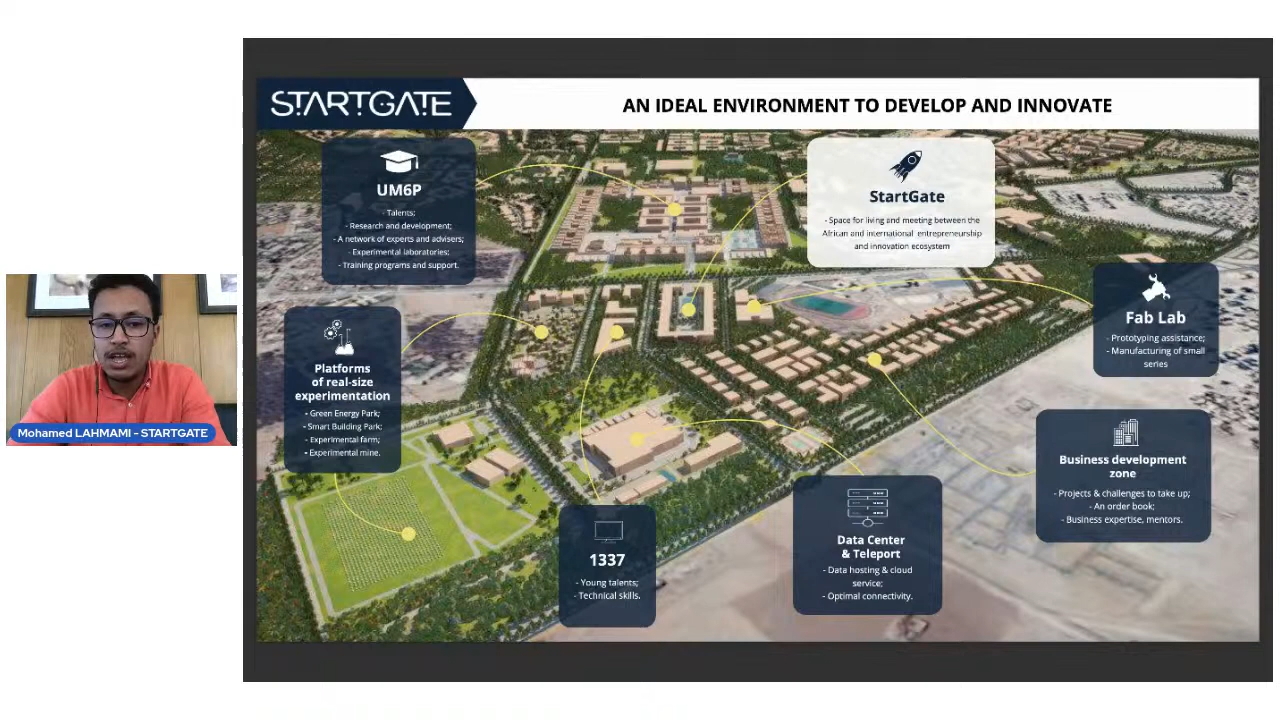 STARTGATE
AN IDEAL ENVIRONMENT TO DEVELOP AND INNOVATE
UM6P
- Talents;
- Research and development;
- A network of experts and advisers;
- Experimental laboratories;
- Training programs and support.
StartGate
- Space for living and meeting between the
African and international entrepreneurship
and innovation ecosystem
Fab Lab
- Prototyping assistance;
- Manufacturing of small
series
Platforms
of real-size
experimentation
- Green Energy Park;
- Smart Building Park;
- Experimental farm;
- Experimental mine.
Mohamed LAHMAMI - STARTGATE
Business development
zone
- Projects & challenges to take up;
- An order book;
- Business expertise, mentors.
1337
- Young talents;
- Technical skills.
Data Center
& Teleport
- Data hosting & cloud
service;
- Optimal connectivity.